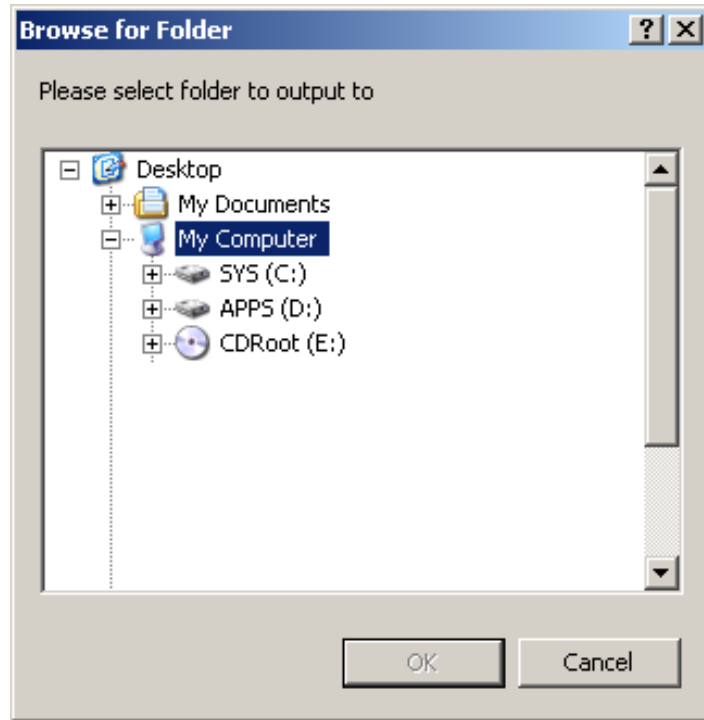 Browse for Folder
Please select folder to output to
Desktop
My Documents
My Computer
SYS (C:)
APPS (D:)
CDRoot (E:)
OK Cancel